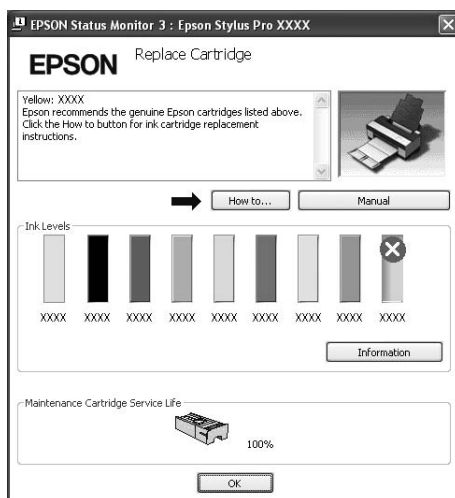 EPSON Status Monitor 3 : Epson Stylus Pro XXXX
EPSON
Replace Cartridge
Yellow: XXXX
Epson recommends the genuine Epson cartridges listed above.
Click the How to button for ink cartridge replacement
instructions.
How to...
Manual
Ink Levels
XXXX XXXX XXXX XXXX XXXX XXXX XXXX XXXX XXXX
Information
Maintenance Cartridge Service Life
100%
OK